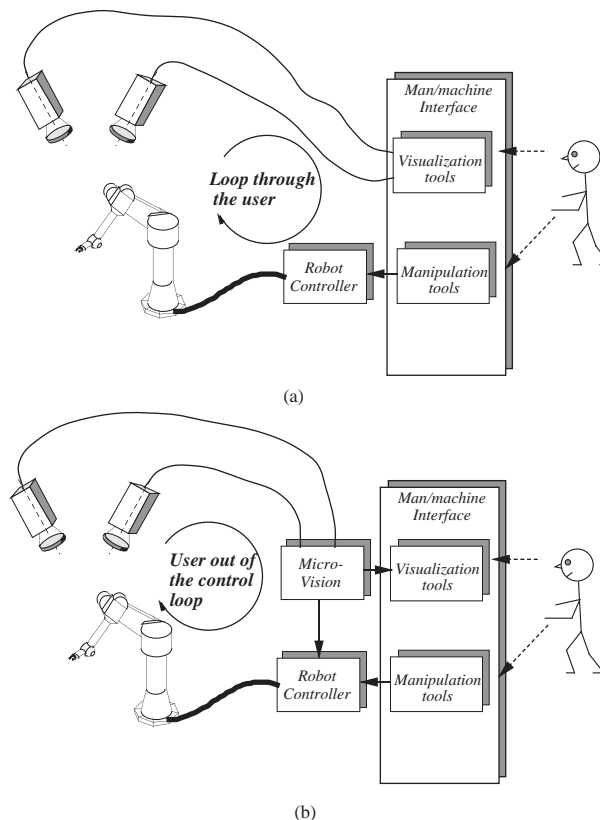 Man/machine
Interface
Visualization
tools
Loop through
the user
Robot
Controller
Manipulation
tools
(a)
Man/machine
Interface
User out of
the control
loop
Micro-
Vision
Visualization
tools
Robot
Controller
Manipulation
tools
(b)